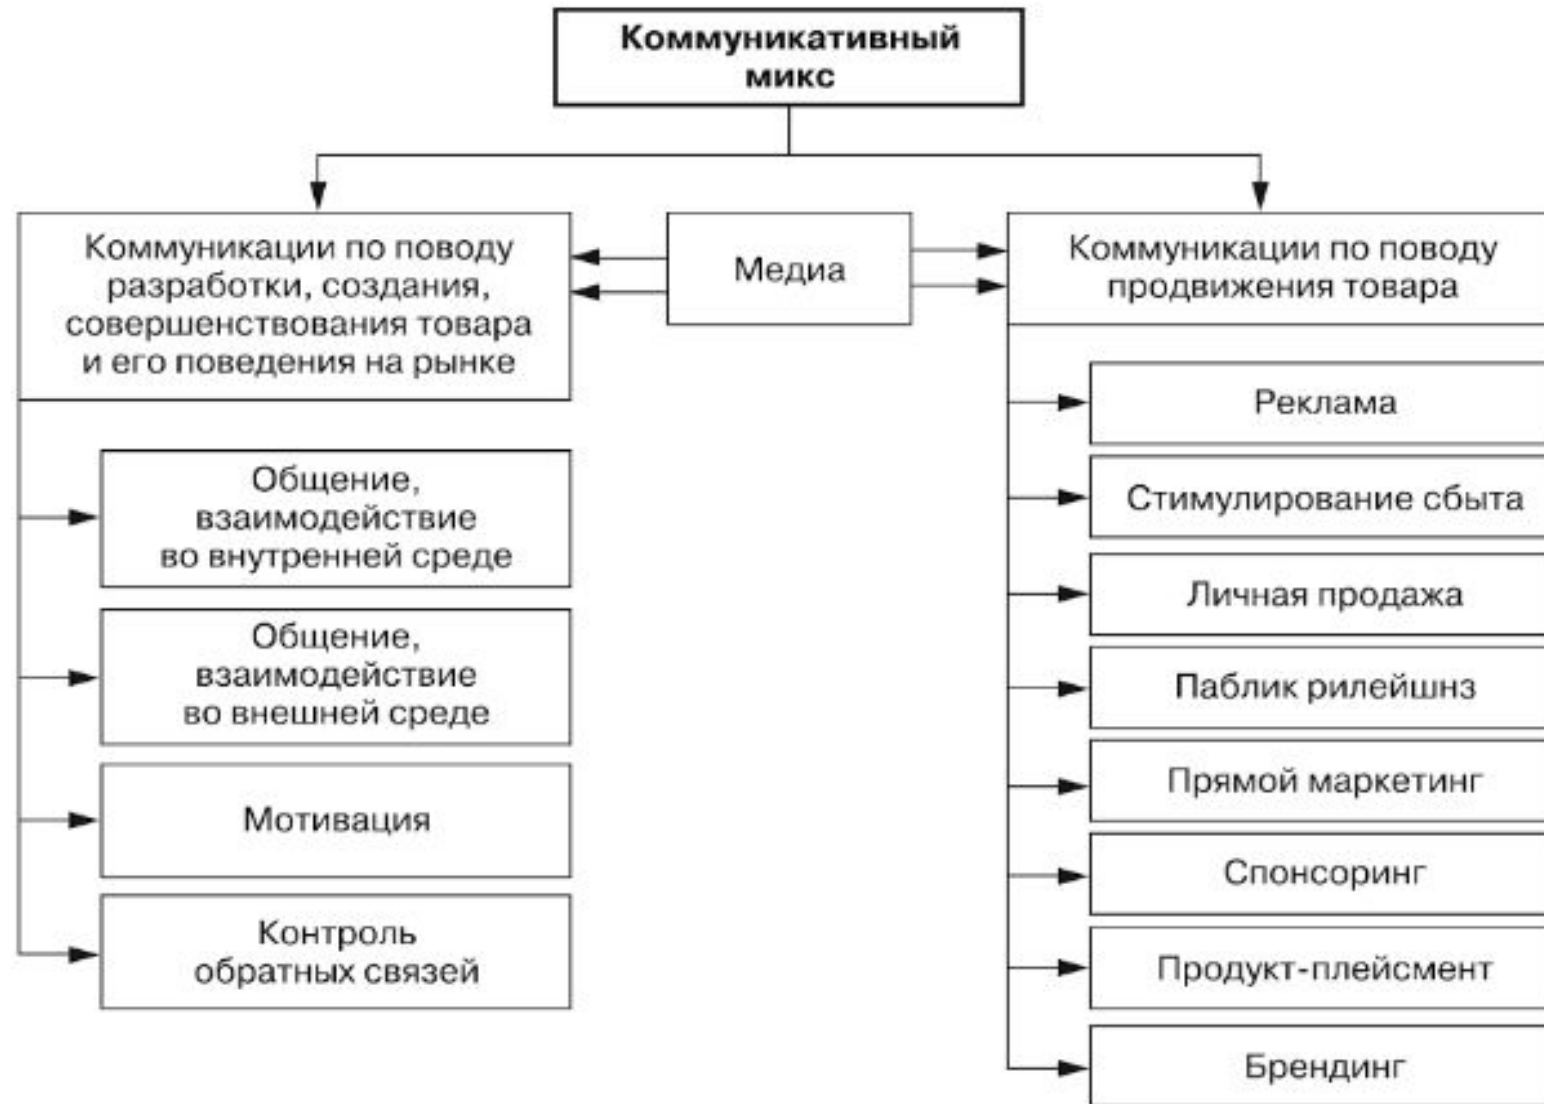 Коммуникативный
микс
Коммуникации по поводу
разработки, создания,
совершенствования товара
и его поведения на рынке
Медиа
Коммуникации по поводу
продвижения товара
Общение,
взаимодействие
во внутренней среде
Общение,
взаимодействие
во внешней среде
Мотивация
Контроль
обратных связей
Реклама
Стимулирование сбыта
Личная продажа
Паблик рилейшнз
Прямой маркетинг
Спонсоринг
Продукт-плейсмент
Брендинг